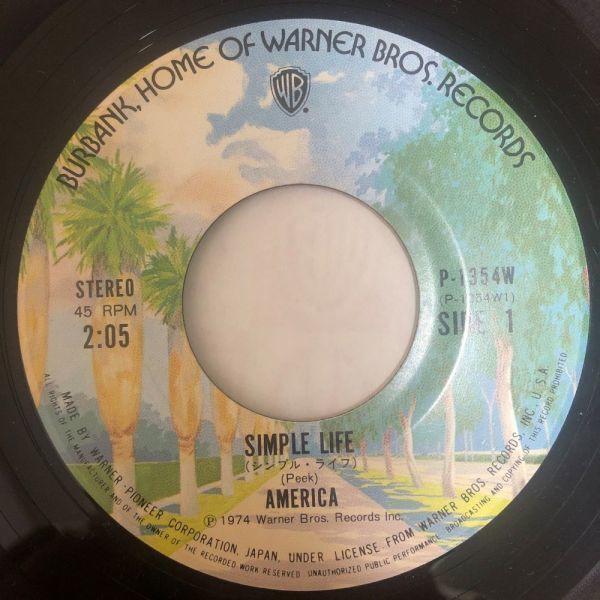 BURBANK, HOME OF WARNER BROS. RECORDS
WB
®
STEREO
45 RPM
2:05
P-1354W
(P-1354W1)
SIDE 1
SIMPLE LIFE
(シンプル・ライフ)
(Peek)
AMERICA
℗ 1974 Warner Bros. Records Inc.
MADE BY WARNER-PIONEER CORPORATION, JAPAN, UNDER LICENSE FROM WARNER BROS. RECORDS, INC. U.S.A.
ALL RIGHTS OF THE MANUFACTURER AND OF THE OWNER OF THE RECORDED WORK RESERVED. UNAUTHORIZED PUBLIC PERFORMANCE, BROADCASTING AND COPYING OF THIS RECORD PROHIBITED